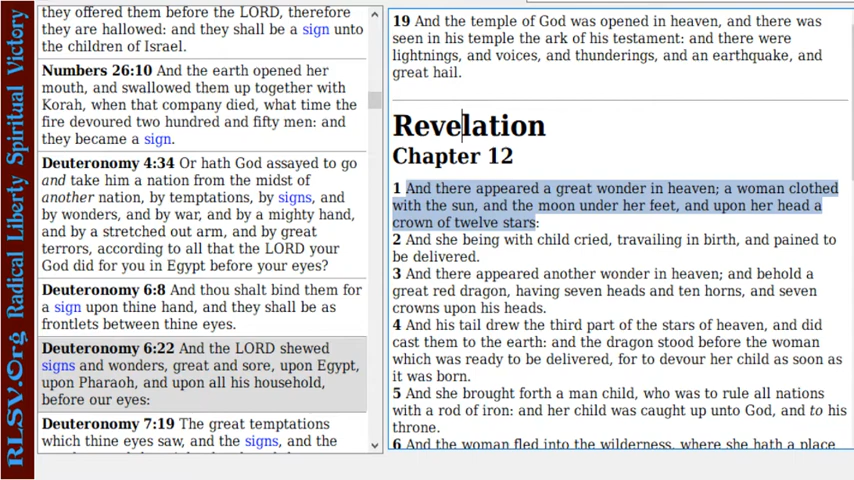 RLSV.Org Radical Liberty Spiritual Victory
they offered them before the LORD, therefore
they are hallowed: and they shall be a sign unto
the children of Israel.
Numbers 26:10 And the earth opened her
mouth, and swallowed them up together with
Korah, when that company died, what time the
fire devoured two hundred and fifty men: and
they became a sign.
Deuteronomy 4:34 Or hath God assayed to go
and take him a nation from the midst of
another nation, by temptations, by signs, and
by wonders, and by war, and by a mighty hand,
and by a stretched out arm, and by great
terrors, according to all that the LORD your
God did for you in Egypt before your eyes?
Deuteronomy 6:8 And thou shalt bind them for
a sign upon thine hand, and they shall be as
frontlets between thine eyes.
Deuteronomy 6:22 And the LORD shewed
signs and wonders, great and sore, upon Egypt,
upon Pharaoh, and upon all his household,
before our eyes:
Deuteronomy 7:19 The great temptations
which thine eyes saw, and the signs, and the
19 And the temple of God was opened in heaven, and there was
seen in his temple the ark of his testament: and there were
lightnings, and voices, and thunderings, and an earthquake, and
great hail.
Revelation
Chapter 12
1 And there appeared a great wonder in heaven; a woman clothed
with the sun, and the moon under her feet, and upon her head a
crown of twelve stars:
2 And she being with child cried, travailing in birth, and pained to
be delivered.
3 And there appeared another wonder in heaven; and behold a
great red dragon, having seven heads and ten horns, and seven
crowns upon his heads.
4 And his tail drew the third part of the stars of heaven, and did
cast them to the earth: and the dragon stood before the woman
which was ready to be delivered, for to devour her child as soon as
it was born.
5 And she brought forth a man child, who was to rule all nations
with a rod of iron: and her child was caught up unto God, and to his
throne.
6 And the woman fled into the wilderness, where she hath a place